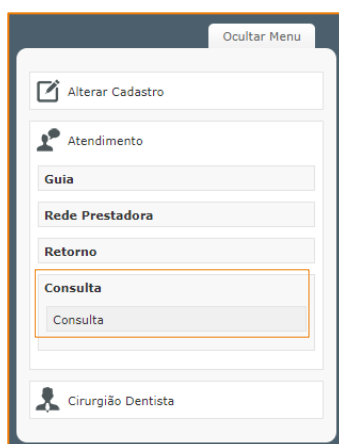 Ocultar Menu
Alterar Cadastro
Atendimento
Guia
Rede Prestadora
Retorno
Consulta
Consulta
Cirurgião Dentista